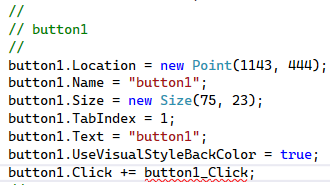 //
// button1
//
button1.Location = new Point(1143, 444);
button1.Name = "button1";
button1.Size = new Size(75, 23);
button1.TabIndex = 1;
button1.Text = "button1";
button1.UseVisualStyleBackColor = true;
button1.Click += button1_Click;
//